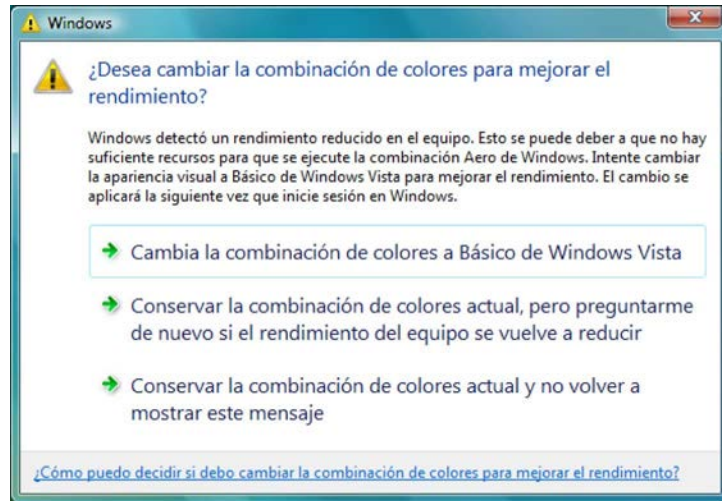 Windows
¿Desea cambiar la combinación de colores para mejorar el
rendimiento?
Windows detectó un rendimiento reducido en el equipo. Esto se puede deber a que no hay
suficiente recursos para que se ejecute la combinación Aero de Windows. Intente cambiar
la apariencia visual a Básico de Windows Vista para mejorar el rendimiento. El cambio se
aplicará la siguiente vez que inicie sesión en Windows.
Cambia la combinación de colores a Básico de Windows Vista
Conservar la combinación de colores actual, pero preguntarme
de nuevo si el rendimiento del equipo se vuelve a reducir
Conservar la combinación de colores actual y no volver a
mostrar este mensaje
¿Cómo puedo decidir si debo cambiar la combinación de colores para mejorar el rendimiento?